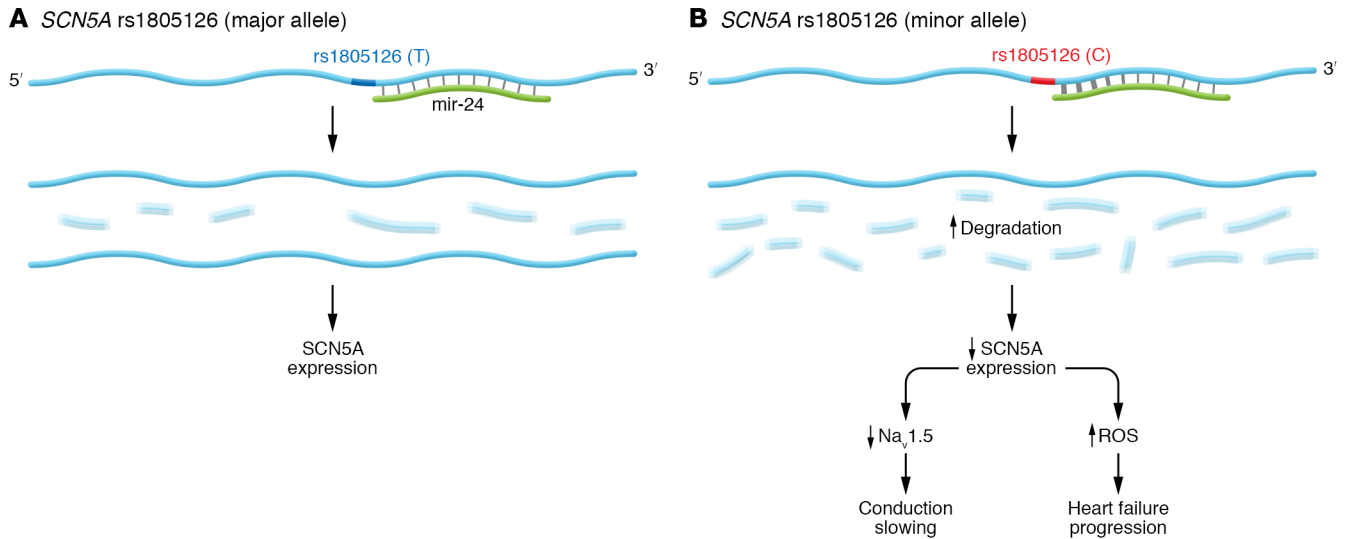 A SCN5A rs1805126 (major allele)
rs1805126 (T)
5′
3′
mir-24
SCN5A
expression
B SCN5A rs1805126 (minor allele)
rs1805126 (C)
5′
3′
↑ Degradation
↓ SCN5A
expression
↓ Nav1.5
↑ ROS
Conduction
slowing
Heart failure
progression